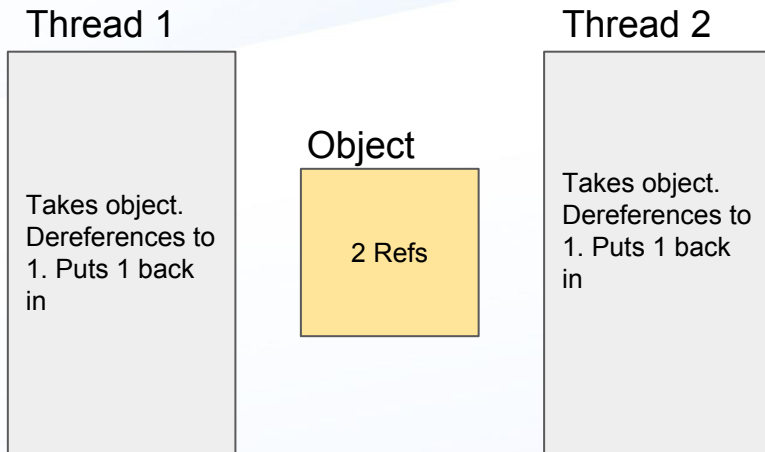 Thread 1
Thread 2
Object
Takes object.
Dereferences to
1. Puts 1 back
in
2 Refs
Takes object.
Dereferences to
1. Puts 1 back
in